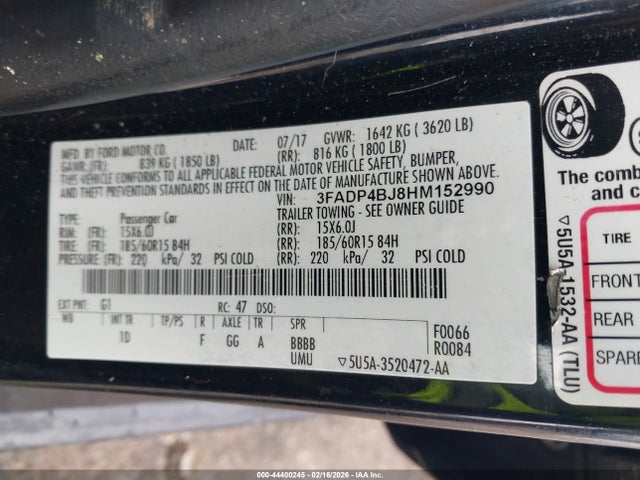 MFD. BY FORD MOTOR CO.
DATE: 07/17 GVWR: 1642 KG ( 3620 LB)
GAWR: (FR): 839 KG ( 1850 LB) (RR): 816 KG ( 1800 LB)
THIS VEHICLE CONFORMS TO ALL APPLICABLE FEDERAL MOTOR VEHICLE SAFETY, BUMPER,
AND THEFT PREVENTION STANDARDS IN EFFECT ON THE DATE OF MANUFACTURE SHOWN ABOVE.
VIN: 3FADP4BJ8HM152990
TYPE: Passenger Car TRAILER TOWING - SEE OWNER GUIDE
RIM: (FR): 15X6.0J (RR): 15X6.0J
TIRE: (FR): 185/60R15 84H (RR): 185/60R15 84H
PRESSURE: (FR): 220 kPa/ 32 PSI COLD (RR): 220 kPa/ 32 PSI COLD
EXT PNT: G1 RC: 47 DSO:
WB INT TR TP/PS R AXLE TR SPR F0066
1D F GG A BBBB R0084
UMU ▽5U5A-3520472-AA
The comb
and c
TIRE
FRONT
REAR
SPARE
▽5U5A-1532-AA (TLU)
000-44400245 - 02/16/2026 - IAA Inc.